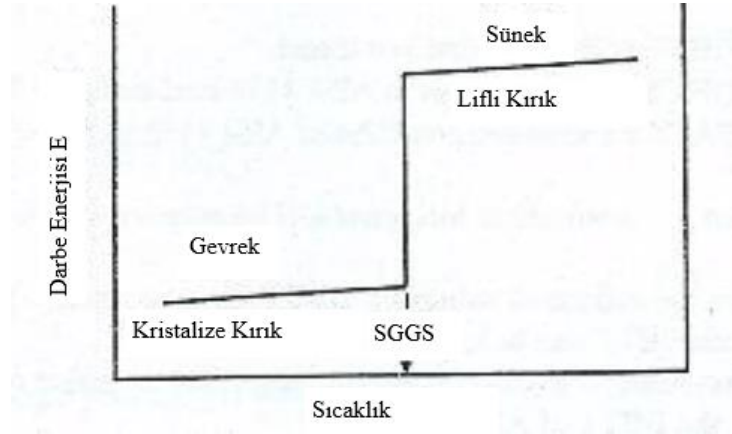 Sünek
Lifli Kırık
Darbe Enerjisi E
Gevrek
Kristalize Kırık
SGGS
Sıcaklık